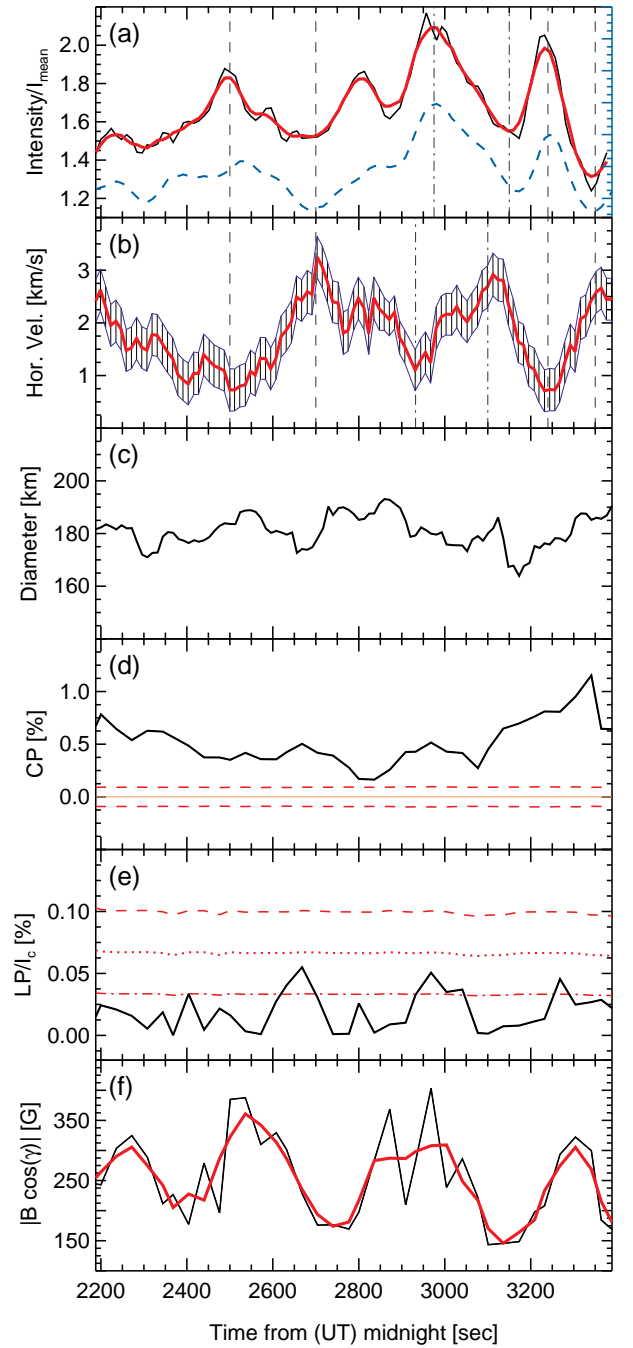 (a)
2.0
1.8
1.6
1.4
1.2
Intensity/I_mean
(b)
3
2
1
Hor. Vel. [km/s]
(c)
200
180
160
Diameter [km]
(d)
1.0
0.5
0.0
CP [%]
(e)
0.10
0.05
0.00
LP/I_c [%]
(f)
350
250
150
|B cos(γ)| [G]
2200 2400 2600 2800 3000 3200
Time from (UT) midnight [sec]